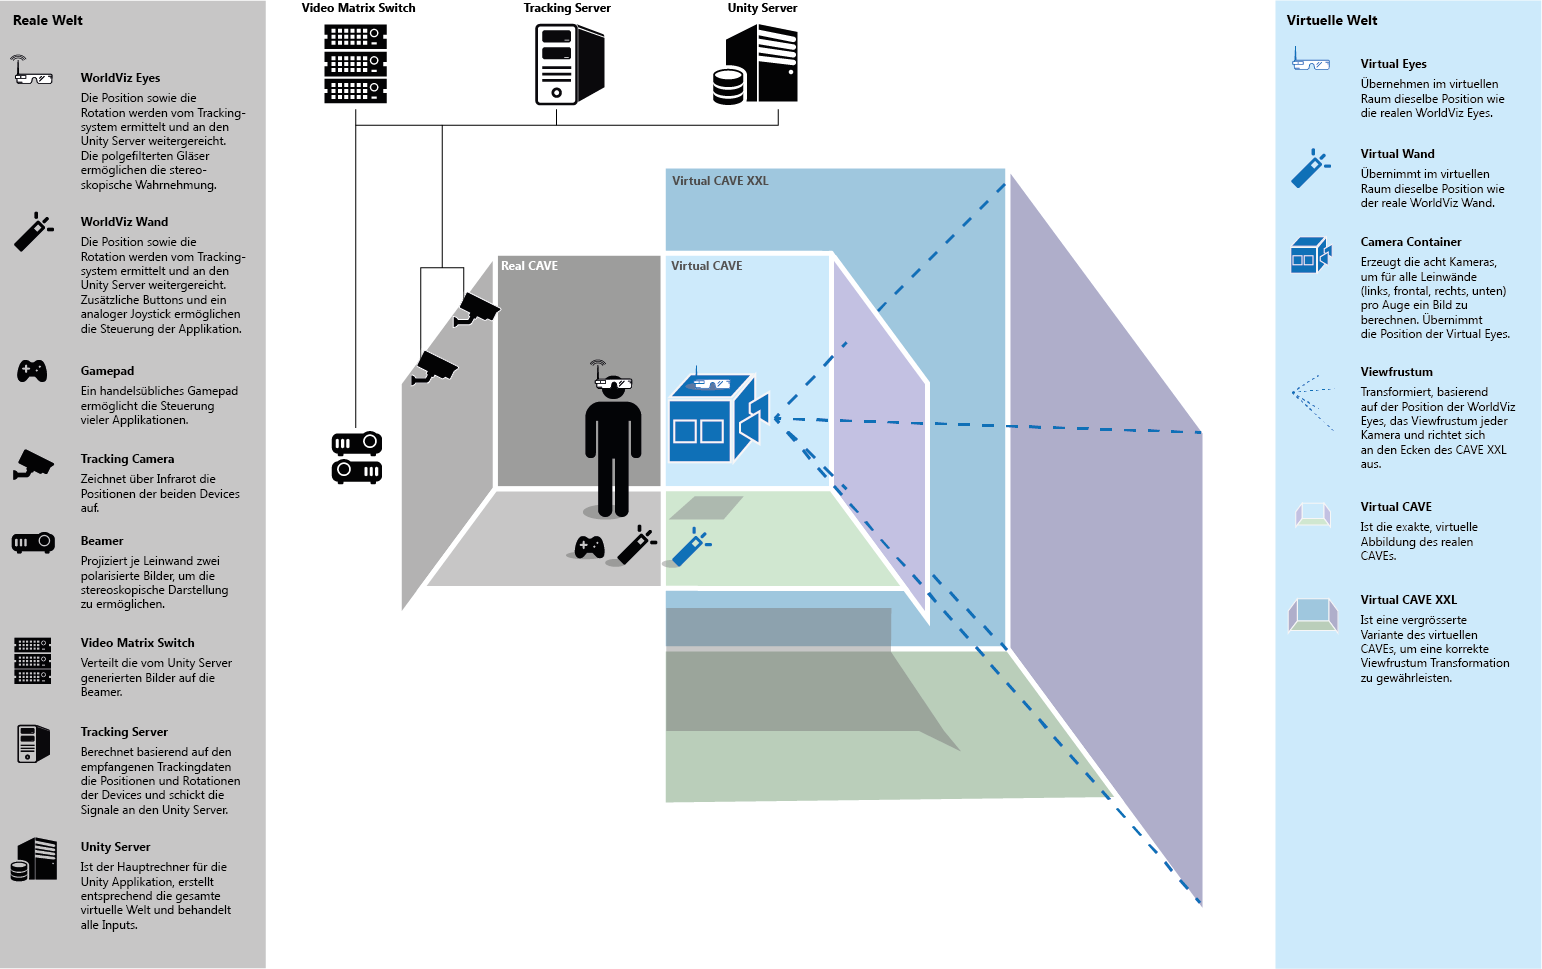 Reale Welt
WorldViz Eyes
Die Position sowie die
Rotation werden vom Tracking-
system ermittelt und an den
Unity Server weitergereicht.
Die polgefilterten Gläser
ermöglichen die stereo-
skopische Wahrnehmung.
WorldViz Wand
Die Position sowie die
Rotation werden vom Tracking-
system ermittelt und an den
Unity Server weitergereicht.
Zusätzliche Buttons und ein
analoger Joystick ermöglichen
die Steuerung der Applikation.
Gamepad
Ein handelsübliches Gamepad
ermöglicht die Steuerung
vieler Applikationen.
Tracking Camera
Zeichnet über Infrarot die
Positionen der beiden Devices
auf.
Beamer
Projiziert je Leinwand zwei
polarisierte Bilder, um die
stereoskopische Darstellung
zu ermöglichen.
Video Matrix Switch
Verteilt die vom Unity Server
generierten Bilder auf die
Beamer.
Tracking Server
Berechnet basierend auf den
empfangenen Trackingdaten
die Positionen und Rotationen
der Devices und schickt die
Signale an den Unity Server.
Unity Server
Ist der Hauptrechner für die
Unity Applikation, erstellt
entsprechend die gesamte
virtuelle Welt und behandelt
alle Inputs.
Video Matrix Switch
Tracking Server
Unity Server
Virtual CAVE XXL
Real CAVE
Virtual CAVE
Virtuelle Welt
Virtual Eyes
Übernehmen im virtuellen
Raum dieselbe Position wie
die realen WorldViz Eyes.
Virtual Wand
Übernimmt im virtuellen
Raum dieselbe Position wie
der reale WorldViz Wand.
Camera Container
Erzeugt die acht Kameras,
um für alle Leinwände
(links, frontal, rechts, unten)
pro Auge ein Bild zu
berechnen. Übernimmt
die Position der Virtual Eyes.
Viewfrustum
Transformiert, basierend
auf der Position der WorldViz
Eyes, das Viewfrustum jeder
Kamera und richtet sich
an den Ecken des CAVE XXL
aus.
Virtual CAVE
Ist die exakte, virtuelle
Abbildung des realen
CAVEs.
Virtual CAVE XXL
Ist eine vergrösserte
Variante des virtuellen
CAVEs, um eine korrekte
Viewfrustum Transformation
zu gewährleisten.